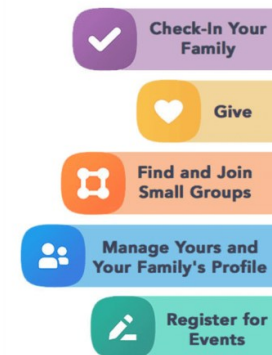 Check-In Your
Family
Give
Find and Join
Small Groups
Manage Yours and
Your Family's Profile
Register for
Events